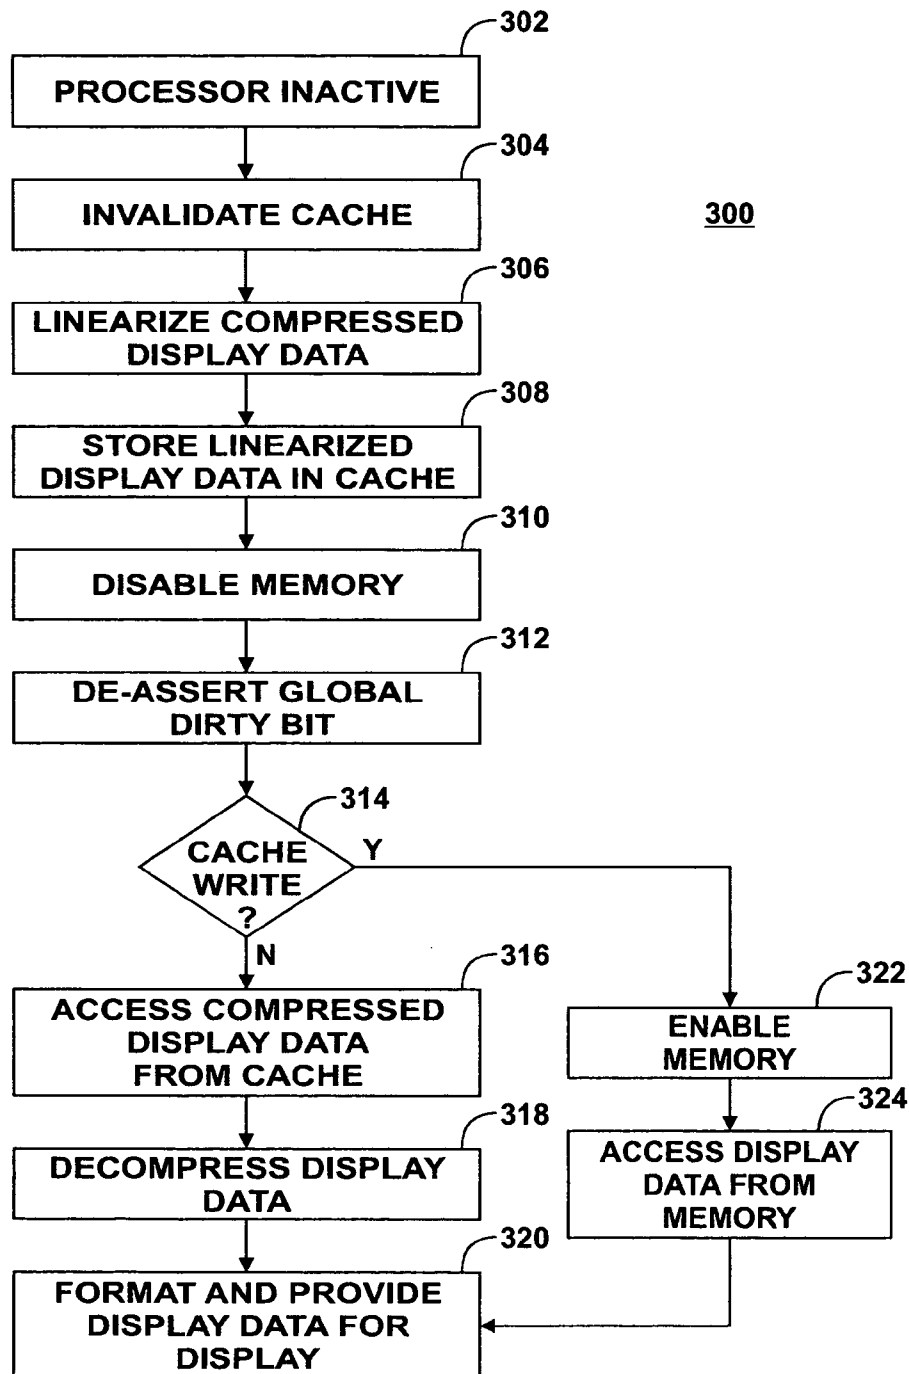 302
PROCESSOR INACTIVE
304
INVALIDATE CACHE
300
306
LINEARIZE COMPRESSED
DISPLAY DATA
308
STORE LINEARIZED
DISPLAY DATA IN CACHE
310
DISABLE MEMORY
312
DE-ASSERT GLOBAL
DIRTY BIT
314
CACHE
WRITE
?
Y
N
316
ACCESS COMPRESSED
DISPLAY DATA
FROM CACHE
322
ENABLE
MEMORY
318
DECOMPRESS DISPLAY
DATA
324
ACCESS DISPLAY
DATA FROM
MEMORY
320
FORMAT AND PROVIDE
DISPLAY DATA FOR
DISPLAY